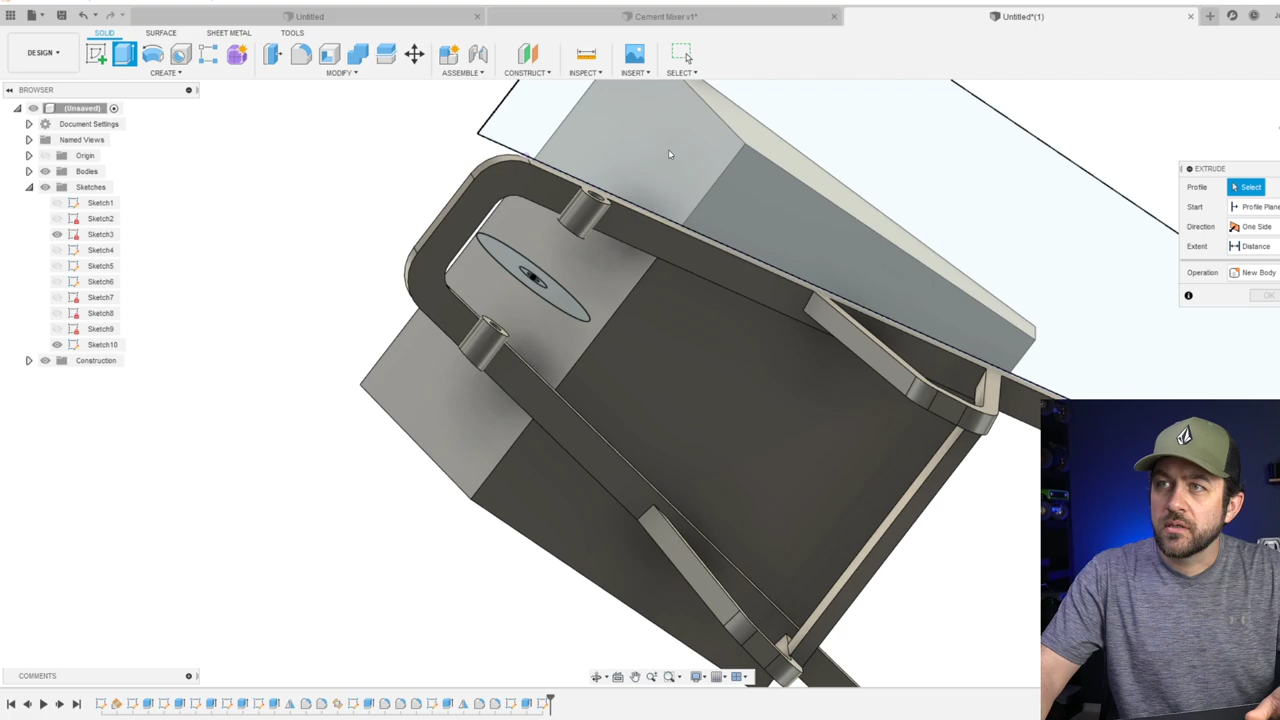 Untitled
Cement Mixer v1*
Untitled*(1)
SOLID
SURFACE
SHEET METAL
TOOLS
DESIGN ▾
CREATE ▾
MODIFY ▾
ASSEMBLE ▾
CONSTRUCT ▾
INSPECT ▾
INSERT ▾
SELECT ▾
BROWSER
(Unsaved)
Document Settings
Named Views
Origin
Bodies
Sketches
Sketch1
Sketch2
Sketch3
Sketch4
Sketch5
Sketch6
Sketch7
Sketch8
Sketch9
Sketch10
Construction
EXTRUDE
Profile
Select
Start
Profile Plane
Direction
One Side
Extent
Distance
Operation
New Body
OK
COMMENTS